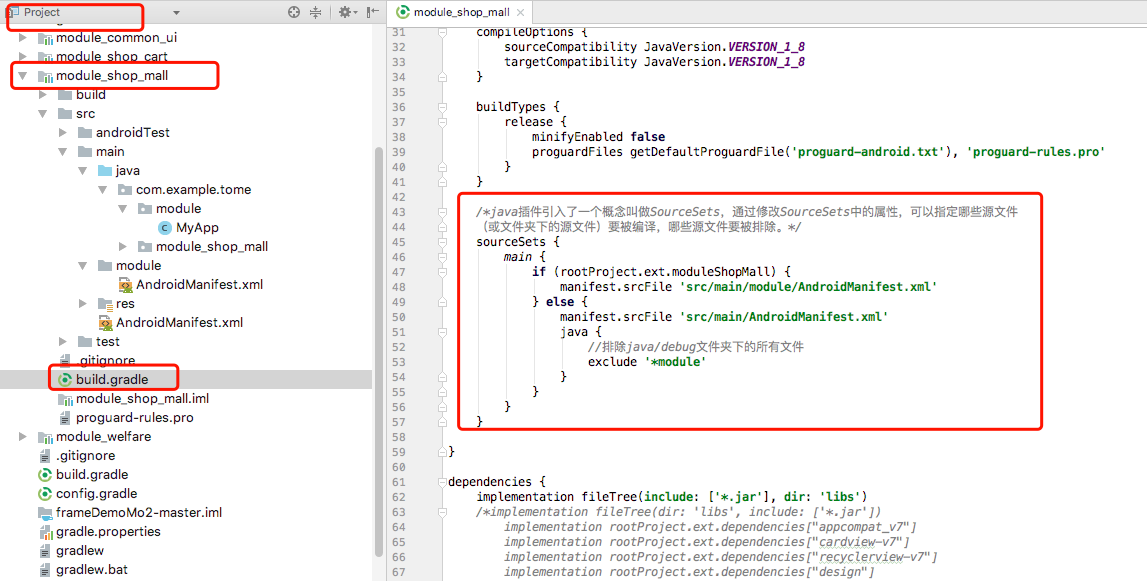 Project
module_common_ui
module_shop_cart
module_shop_mall
build
src
androidTest
main
java
com.example.tome
module
MyApp
module_shop_mall
module
AndroidManifest.xml
res
AndroidManifest.xml
test
.gitignore
build.gradle
module_shop_mall.iml
proguard-rules.pro
module_welfare
.gitignore
build.gradle
config.gradle
frameDemoMo2-master.iml
gradle.properties
gradlew
gradlew.bat
module_shop_mall
31 compileOptions {
32 sourceCompatibility JavaVersion.VERSION_1_8
33 targetCompatibility JavaVersion.VERSION_1_8
34 }
35
36 buildTypes {
37 release {
38 minifyEnabled false
39 proguardFiles getDefaultProguardFile('proguard-android.txt'), 'proguard-rules.pro'
40 }
41 }
42
43 /*java插件引入了一个概念叫做SourceSets，通过修改SourceSets中的属性，可以指定哪些源文件
44 （或文件夹下的源文件）要被编译，哪些源文件要被排除。*/
45 sourceSets {
46 main {
47 if (rootProject.ext.moduleShopMall) {
48 manifest.srcFile 'src/main/module/AndroidManifest.xml'
49 } else {
50 manifest.srcFile 'src/main/AndroidManifest.xml'
51 java {
52 //排除java/debug文件夹下的所有文件
53 exclude '*module'
54 }
55 }
56 }
57 }
58
59 }
60
61 dependencies {
62 implementation fileTree(include: ['*.jar'], dir: 'libs')
63 /*implementation fileTree(dir: 'libs', include: ['*.jar'])
64 implementation rootProject.ext.dependencies["appcompat_v7"]
65 implementation rootProject.ext.dependencies["cardview-v7"]
66 implementation rootProject.ext.dependencies["recyclerview-v7"]
67 implementation rootProject.ext.dependencies["design"]